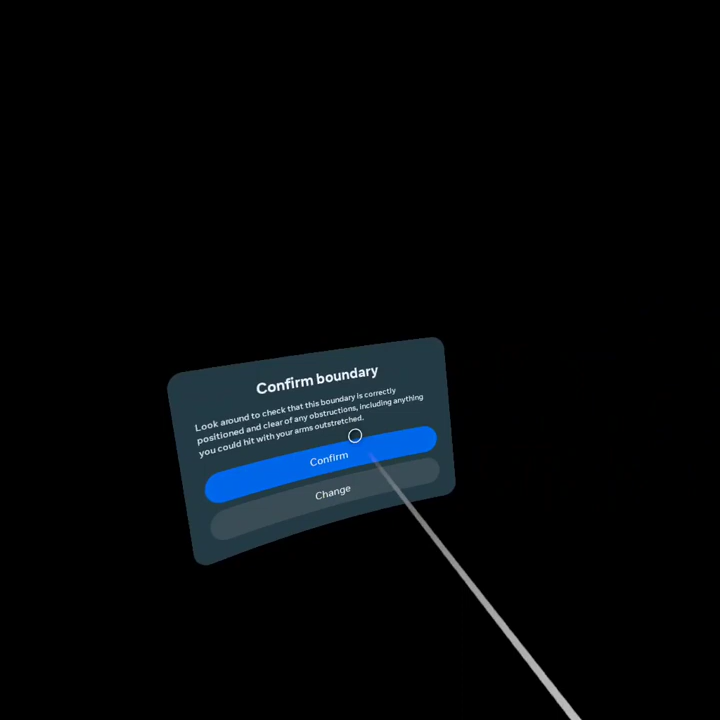 Confirm boundary
Look around to check that this boundary is correctly
positioned and clear of any obstructions, including anything
you could hit with your arms outstretched.
Confirm
Change